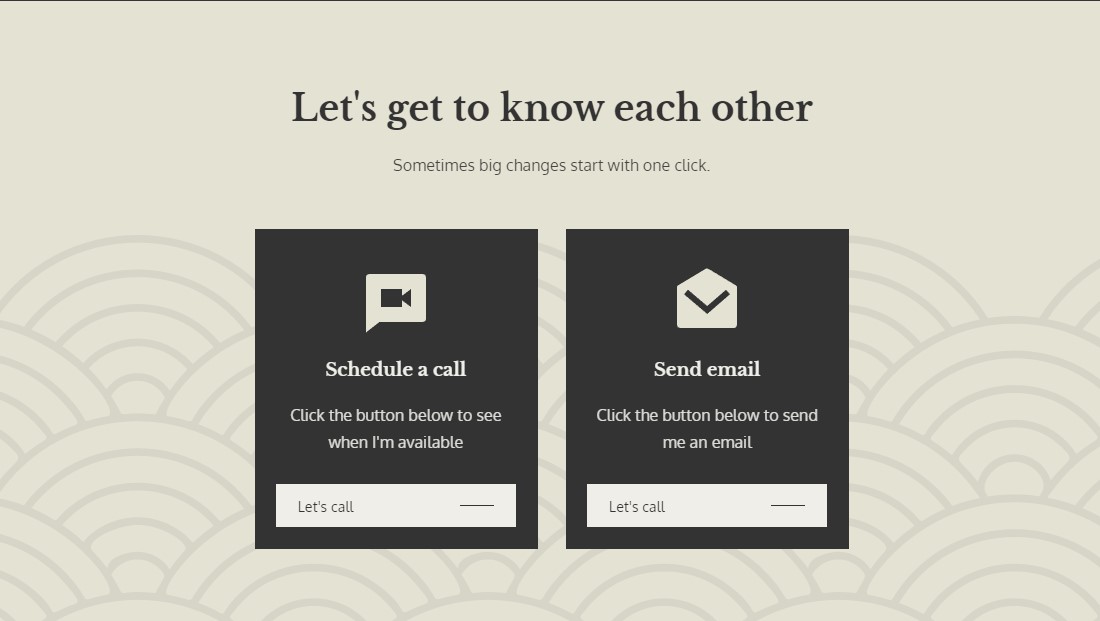 Let's get to know each other
Sometimes big changes start with one click.
Schedule a call
Click the button below to see
when I'm available
Let's call
Send email
Click the button below to send
me an email
Let's call